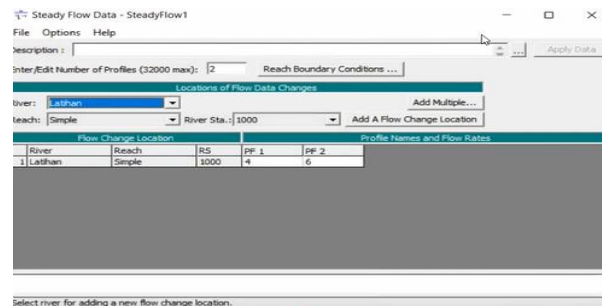 Steady Flow Data - SteadyFlow1
File Options Help
Description :
... Apply Data
Enter/Edit Number of Profiles (32000 max): 2 Reach Boundary Conditions ...
Locations of Flow Data Changes
River: Latihan Add Multiple...
Reach: Simple River Sta.: 1000 Add A Flow Change Location
Flow Change Location Profile Names and Flow Rates
River Reach RS PF 1 PF 2
1 Latihan Simple 1000 4 6
Select river for adding a new flow change location.